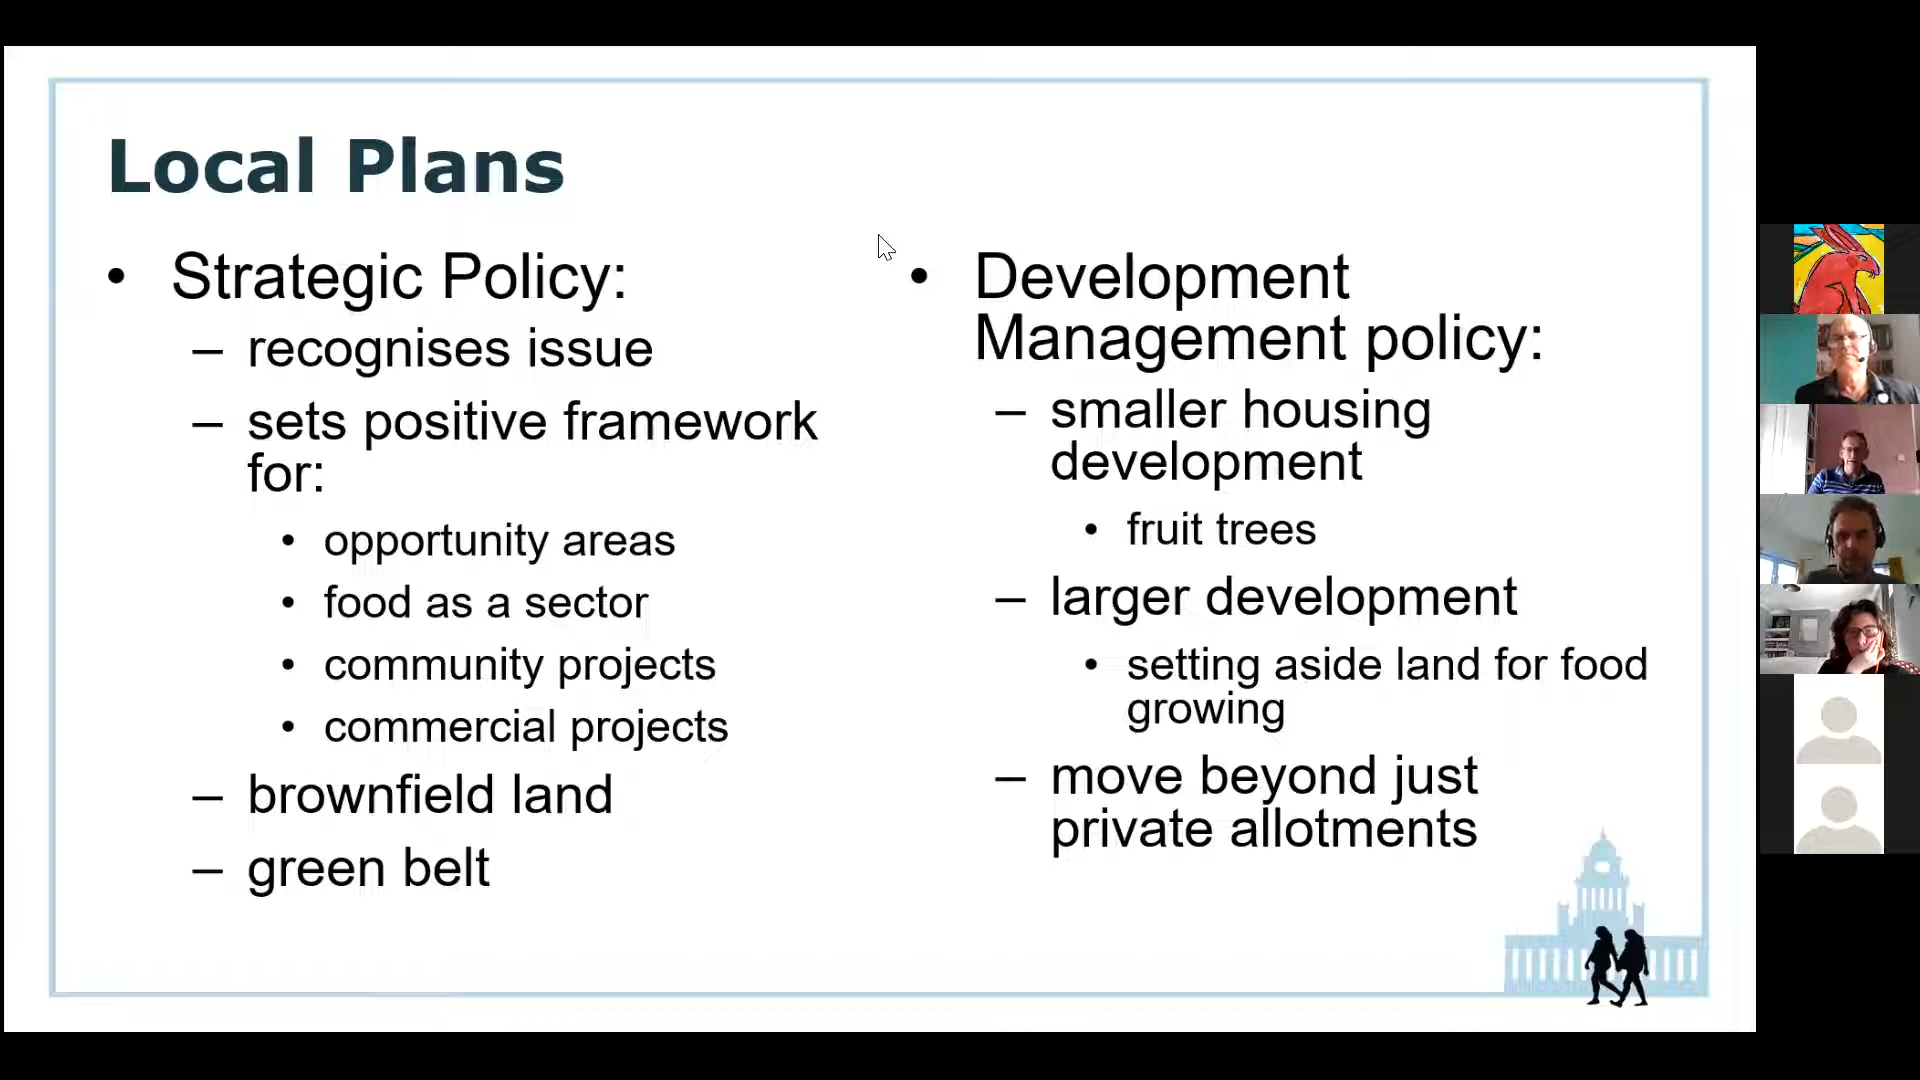 Local Plans
• Strategic Policy:
– recognises issue
– sets positive framework
for:
• opportunity areas
• food as a sector
• community projects
• commercial projects
– brownfield land
– green belt
• Development
Management policy:
– smaller housing
development
• fruit trees
– larger development
• setting aside land for food
growing
– move beyond just
private allotments